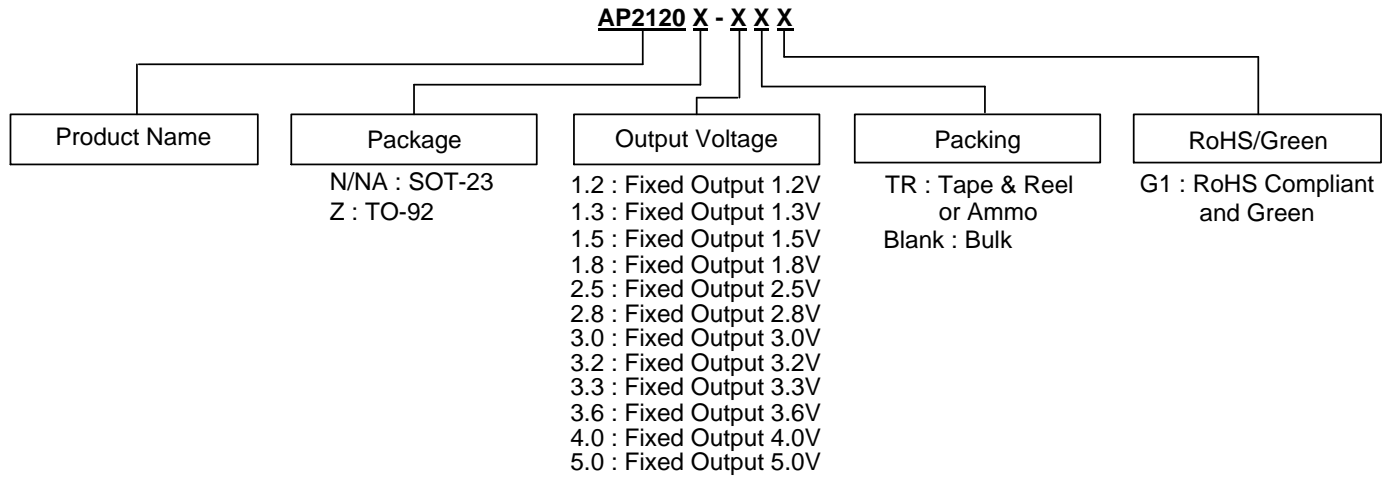 AP2120 X - X X X
Product Name
Package
N/NA : SOT-23
Z : TO-92
Output Voltage
1.2 : Fixed Output 1.2V
1.3 : Fixed Output 1.3V
1.5 : Fixed Output 1.5V
1.8 : Fixed Output 1.8V
2.5 : Fixed Output 2.5V
2.8 : Fixed Output 2.8V
3.0 : Fixed Output 3.0V
3.2 : Fixed Output 3.2V
3.3 : Fixed Output 3.3V
3.6 : Fixed Output 3.6V
4.0 : Fixed Output 4.0V
5.0 : Fixed Output 5.0V
Packing
TR : Tape & Reel
or Ammo
Blank : Bulk
RoHS/Green
G1 : RoHS Compliant
and Green